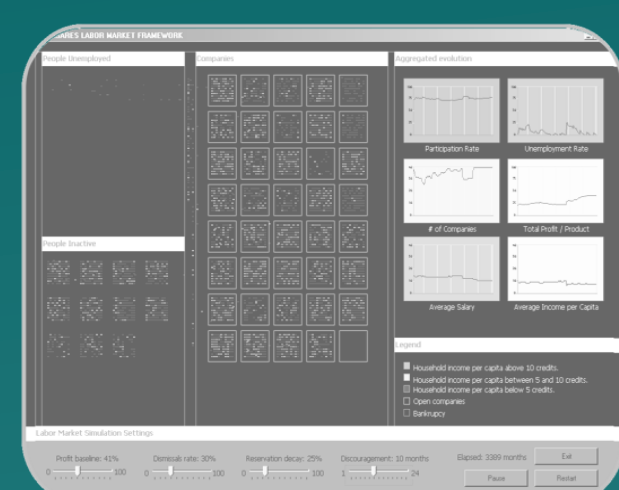 ARES LABOR MARKET FRAMEWORK
People Unemployed
Companies
Aggregated evolution
Participation Rate
Unemployment Rate
# of Companies
Total Profit / Product
People Inactive
Average Salary
Average Income per Capita
Legend
Household income per capita above 10 credits.
Household income per capita between 5 and 10 credits.
Household income per capita below 5 credits.
Open companies
Bankrupcy
Labor Market Simulation Settings
Profit baseline: 41%
Dismissals rate: 30%
Reservation decay: 25%
Discouragement: 10 months
Elapsed: 3389 months
Exit
0
100
0
100
0
100
1
24
Pause
Restart